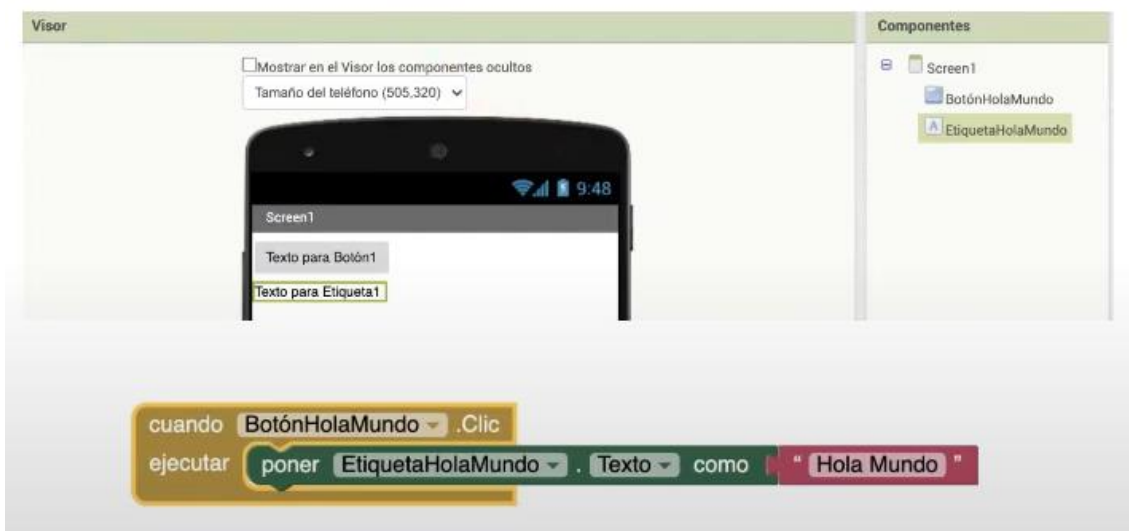 Visor
Componentes
Mostrar en el Visor los componentes ocultos
Tamaño del teléfono (505,320)
9:48
Screen1
Texto para Botón1
Texto para Etiqueta1
Screen1
BotónHolaMundo
A EtiquetaHolaMundo
cuando BotónHolaMundo .Clic
ejecutar poner EtiquetaHolaMundo . Texto como " Hola Mundo "